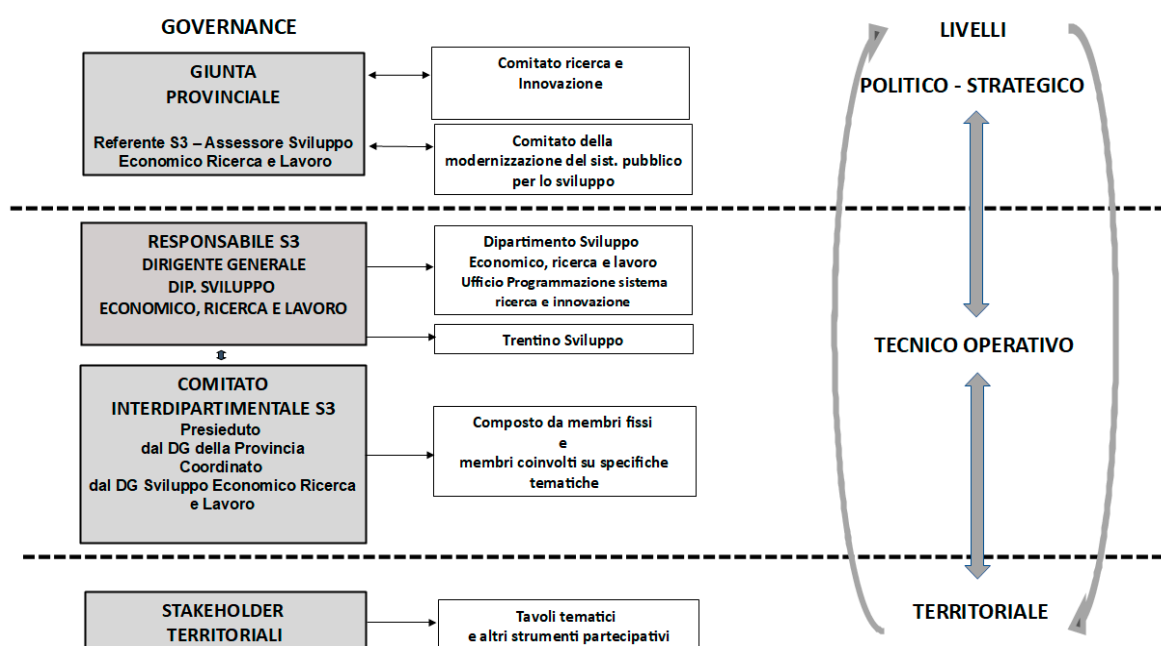 GOVERNANCE
GIUNTA
PROVINCIALE
Referente S3 – Assessore Sviluppo
Economico Ricerca e Lavoro
Comitato ricerca e
Innovazione
Comitato della
modernizzazione del sist. pubblico
per lo sviluppo
LIVELLI
POLITICO - STRATEGICO
RESPONSABILE S3
DIRIGENTE GENERALE
DIP. SVILUPPO
ECONOMICO, RICERCA E LAVORO
Dipartimento Sviluppo
Economico, ricerca e lavoro
Ufficio Programmazione sistema
ricerca e innovazione
Trentino Sviluppo
TECNICO OPERATIVO
COMITATO
INTERDIPARTIMENTALE S3
Presieduto
dal DG della Provincia
Coordinato
dal DG Sviluppo Economico Ricerca
e Lavoro
Composto da membri fissi
e
membri coinvolti su specifiche
tematiche
STAKEHOLDER
TERRITORIALI
Tavoli tematici
e altri strumenti partecipativi
TERRITORIALE